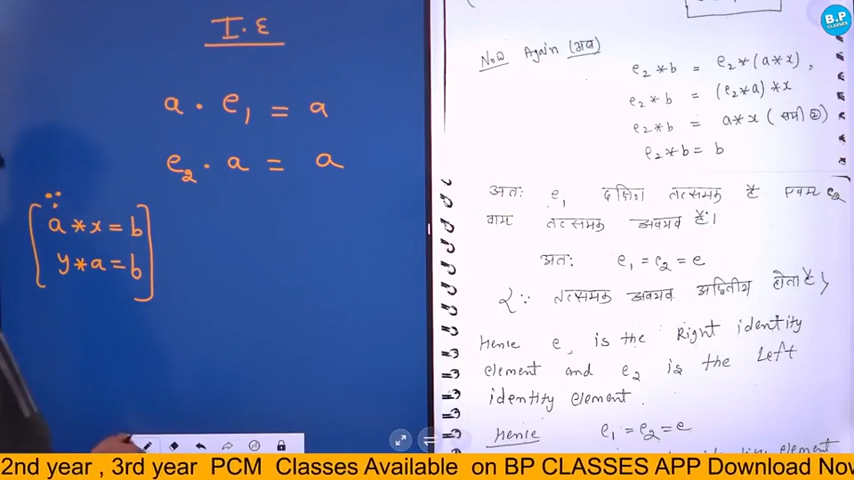 I.E
a . e₁ = a
e₂ . a = a
∵
a * x = b
y * a = b
B.P
CLASSES
Now Again (अब)
e₂ * b = e₂ * (a * x),
e₂ * b = (e₂ * a) * x
e₂ * b = a * x (समी ②)
e₂ * b = b
अतः e₁ दक्षिण तत्समक है एवम e₂
वाम तत्समक अवयव है।
अतः e₁ = e₂ = e
{∵ तत्समक अवयव अद्वितीय होता है}
Hence e₁ is the Right identity
element and e₂ is the Left
identity element.
Hence e₁ = e₂ = e
element
2nd year , 3rd year PCM Classes Available on BP CLASSES APP Download Now